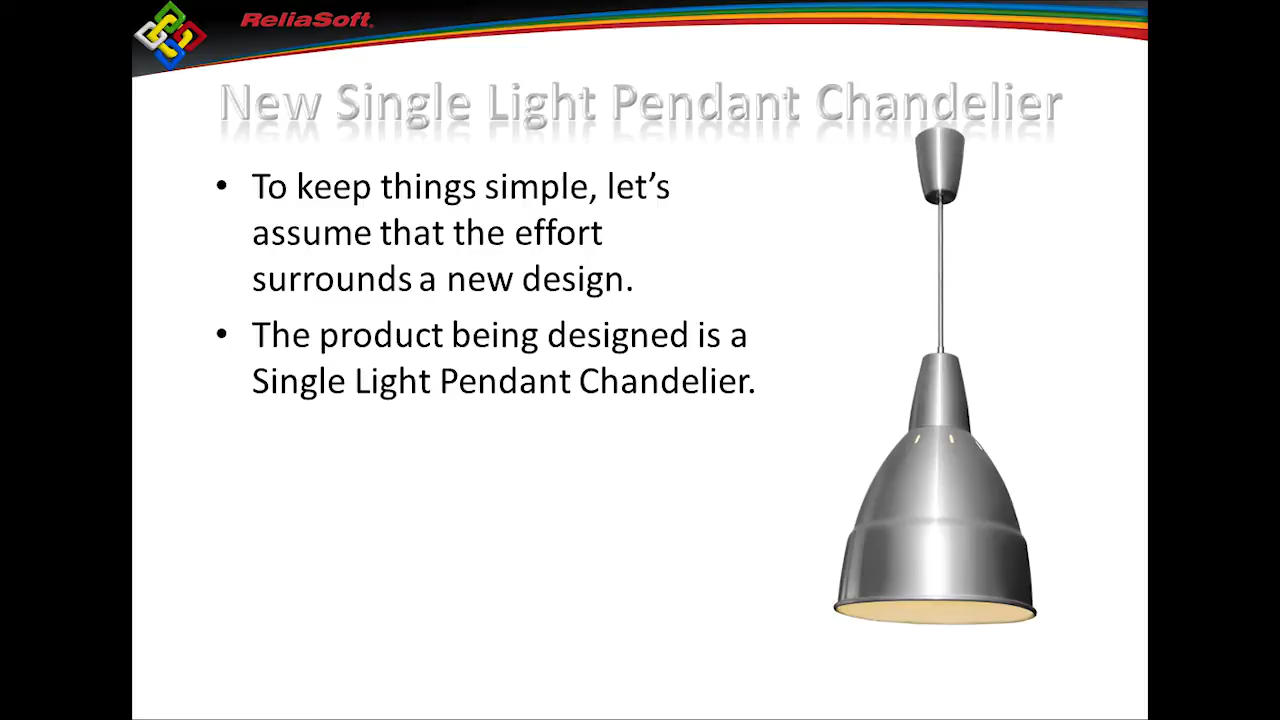 ReliaSoft
New Single Light Pendant Chandelier
• To keep things simple, let's
assume that the effort
surrounds a new design.
• The product being designed is a
Single Light Pendant Chandelier.